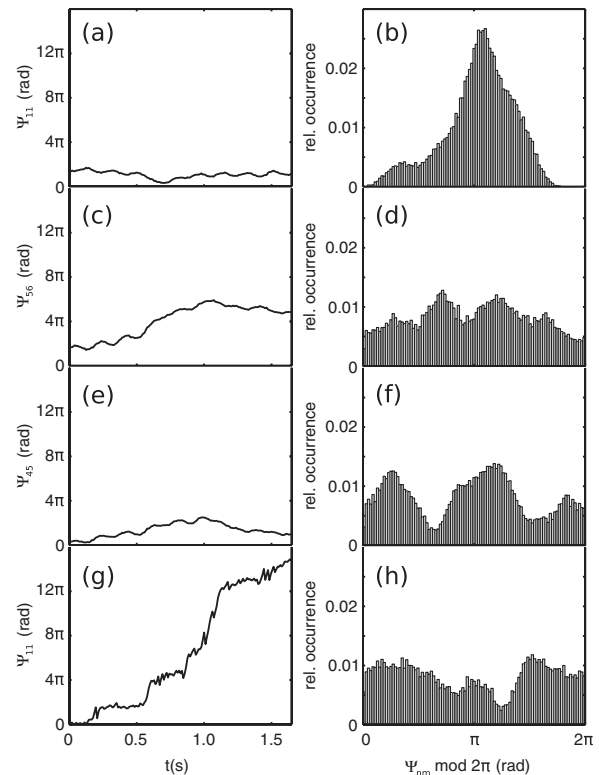 (a)
12π
8π
4π
0
Ψ11 (rad)
(b)
0.02
0.01
0
rel. occurrence
(c)
12π
8π
4π
0
Ψ56 (rad)
(d)
0.02
0.01
0
rel. occurrence
(e)
12π
8π
4π
0
Ψ45 (rad)
(f)
0.02
0.01
0
rel. occurrence
(g)
12π
8π
4π
0
Ψ11 (rad)
0 0.5 1.0 1.5
t(s)
(h)
0.02
0.01
0
rel. occurrence
0 π 2π
Ψnm mod 2π (rad)